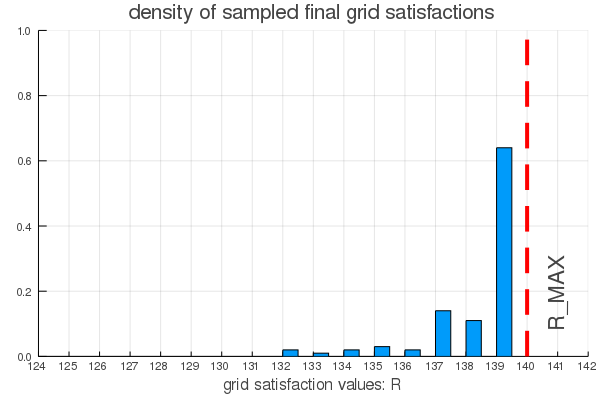 density of sampled final grid satisfactions
1.0
0.8
0.6
0.4
0.2
0.0
R_MAX
124 125 126 127 128 129 130 131 132 133 134 135 136 137 138 139 140 141 142
grid satisfaction values: R